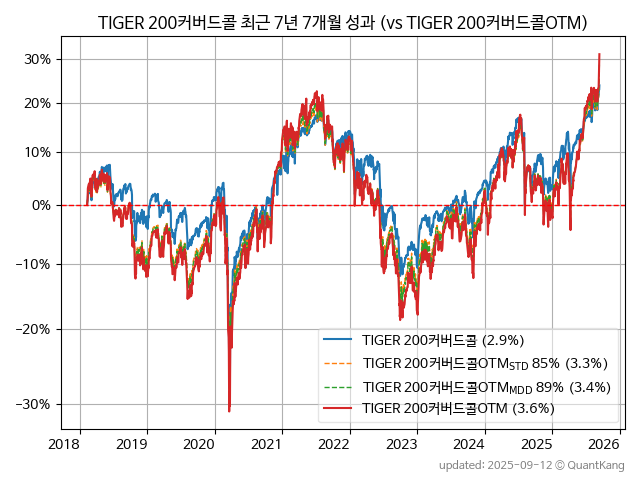 TIGER 200커버드콜 최근 7년 7개월 성과 (vs TIGER 200커버드콜OTM)
30%
20%
10%
0%
−10%
−20%
−30%
TIGER 200커버드콜 (2.9%)
TIGER 200커버드콜OTM_STD 85% (3.3%)
TIGER 200커버드콜OTM_MDD 89% (3.4%)
TIGER 200커버드콜OTM (3.6%)
2018 2019 2020 2021 2022 2023 2024 2025 2026
updated: 2025-09-12 © QuantKang